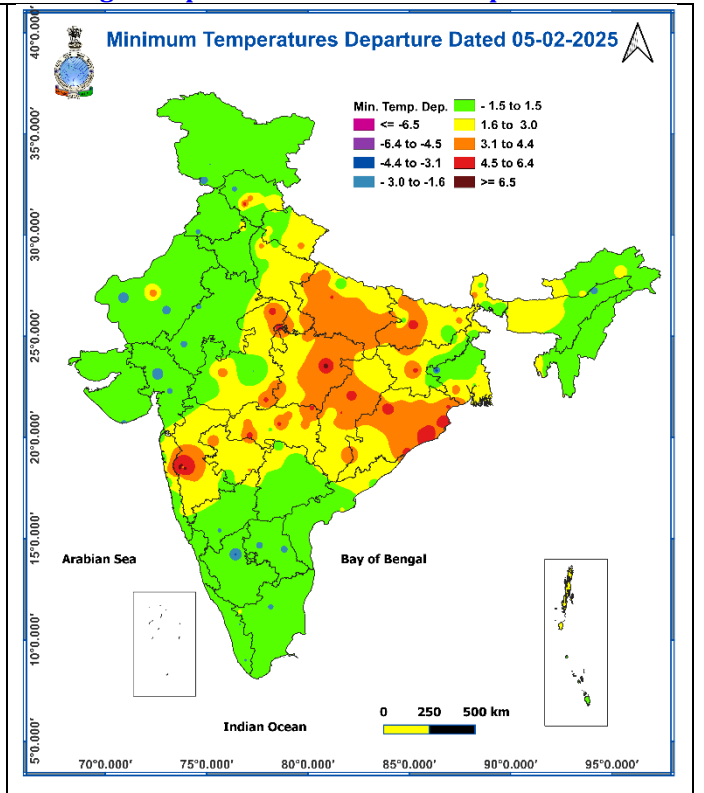 Minimum Temperatures Departure Dated 05-02-2025
Min. Temp. Dep.
<= -6.5
-6.4 to -4.5
-4.4 to -3.1
- 3.0 to -1.6
- 1.5 to 1.5
1.6 to 3.0
3.1 to 4.4
4.5 to 6.4
>= 6.5
40°0.000'
35°0.000'
30°0.000'
25°0.000'
20°0.000'
15°0.000'
10°0.000'
5°0.000'
Arabian Sea
Bay of Bengal
Indian Ocean
0 250 500 km
70°0.000' 75°0.000' 80°0.000' 85°0.000' 90°0.000' 95°0.000'